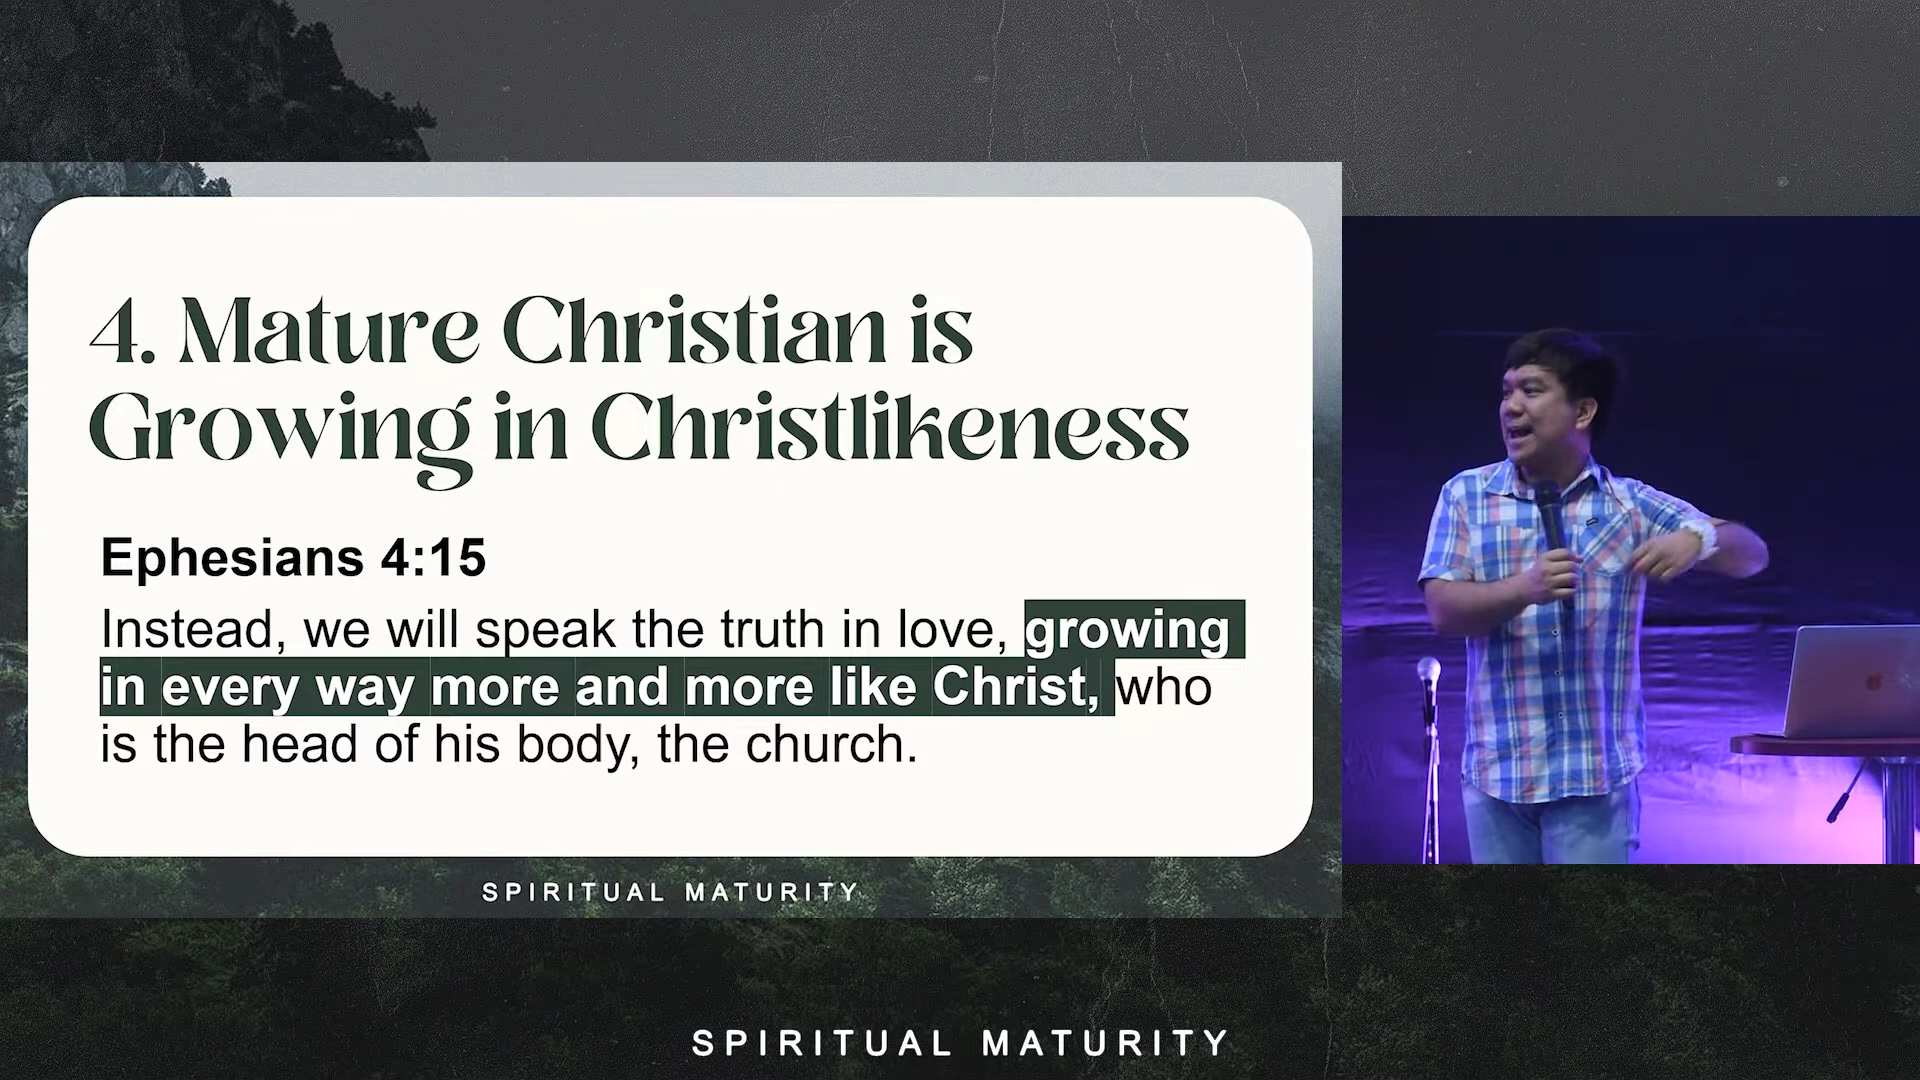 4. Mature Christian is
Growing in Christlikeness
Ephesians 4:15
Instead, we will speak the truth in love, growing
in every way more and more like Christ, who
is the head of his body, the church.
SPIRITUAL MATURITY
SPIRITUAL MATURITY